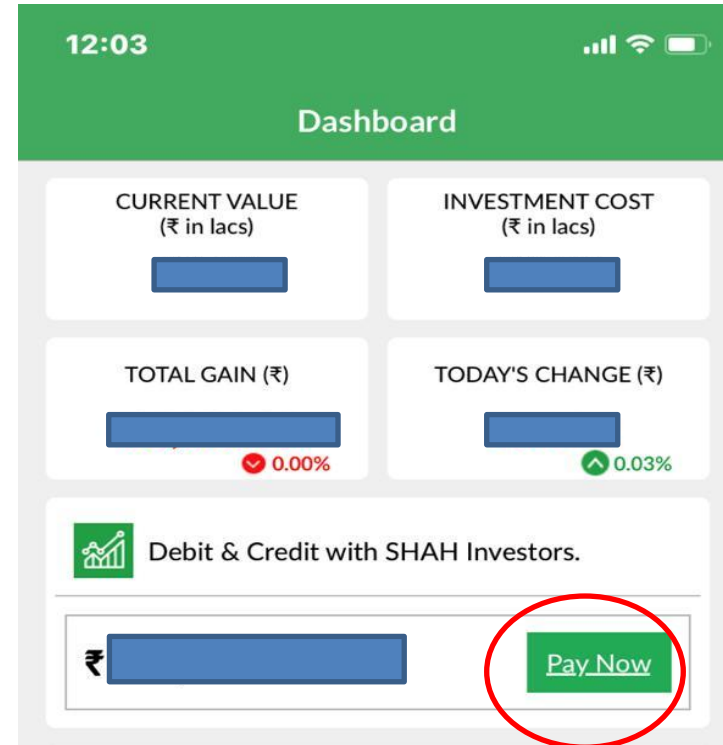 12:03
Dashboard
CURRENT VALUE
(₹ in lacs)
INVESTMENT COST
(₹ in lacs)
TOTAL GAIN (₹)
0.00%
TODAY'S CHANGE (₹)
0.03%
Debit & Credit with SHAH Investors.
₹
Pay Now